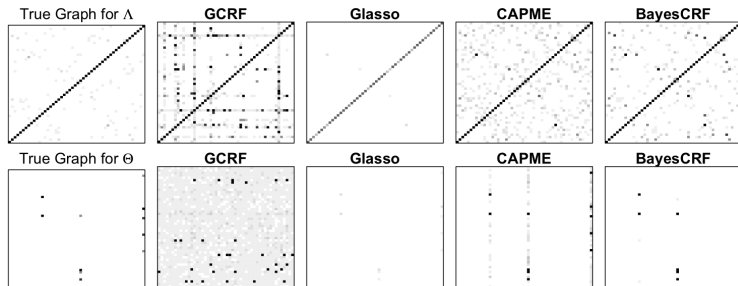 True Graph for Λ GCRF Glasso CAPME BayesCRF
True Graph for Θ GCRF Glasso CAPME BayesCRF